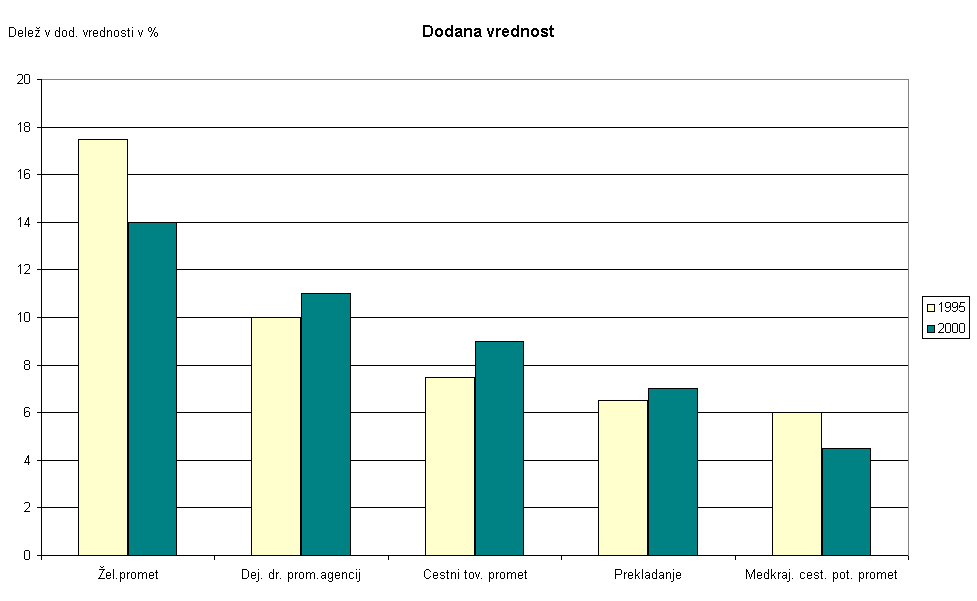 Dodana vrednost
Delež v dod. vrednosti v %
20
18
16
14
12
10
8
6
4
2
0
Žel.promet
Dej. dr. prom.agencij
Cestni tov. promet
Prekladanje
Medkraj. cest. pot. promet
1995
2000